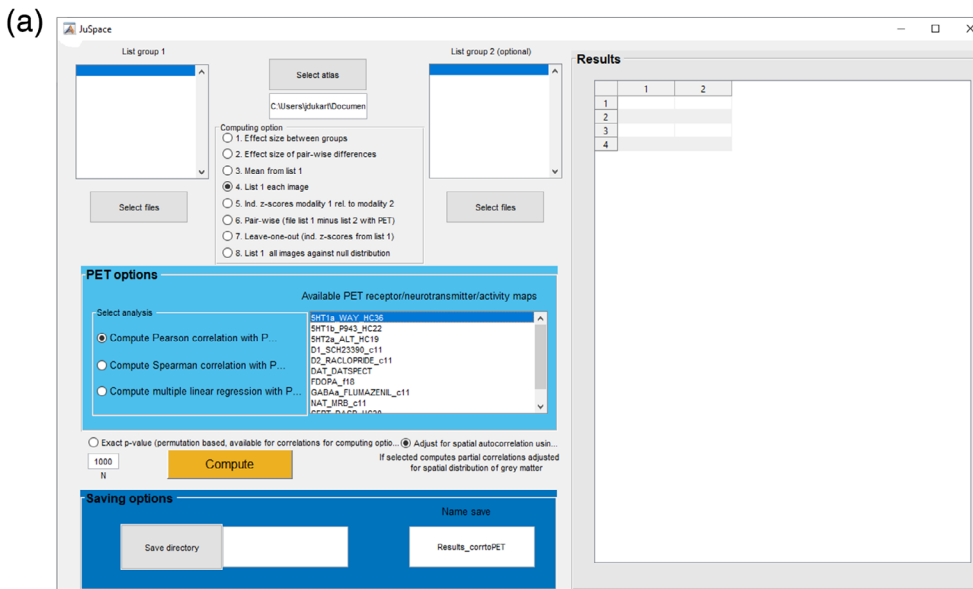 (a)
JuSpace
List group 1
Select atlas
C:\Users\jdukart\Documen
List group 2 (optional)
Computing option
1. Effect size between groups
2. Effect size of pair-wise differences
3. Mean from list 1
4. List 1 each image
5. Ind. z-scores modality 1 rel. to modality 2
6. Pair-wise (file list 1 minus list 2 with PET)
7. Leave-one-out (ind. z-scores from list 1)
8. List 1 all images against null distribution
Select files
Select files
PET options
Select analysis
Compute Pearson correlation with P...
Compute Spearman correlation with P...
Compute multiple linear regression with P...
Available PET receptor/neurotransmitter/activity maps
5HT1a_WAY_HC36
5HT1b_P943_HC22
5HT2a_ALT_HC19
D1_SCH23390_c11
D2_RACLOPRIDE_c11
DAT_DATSPECT
FDOPA_f18
GABAa_FLUMAZENIL_c11
NAT_MRB_c11
Exact p-value (permutation based, available for correlations for computing optio...
Adjust for spatial autocorrelation usin...
1000
N
Compute
If selected computes partial correlations adjusted
for spatial distribution of grey matter
Saving options
Save directory
Name save
Results_corrtoPET
Results
1 2
1
2
3
4